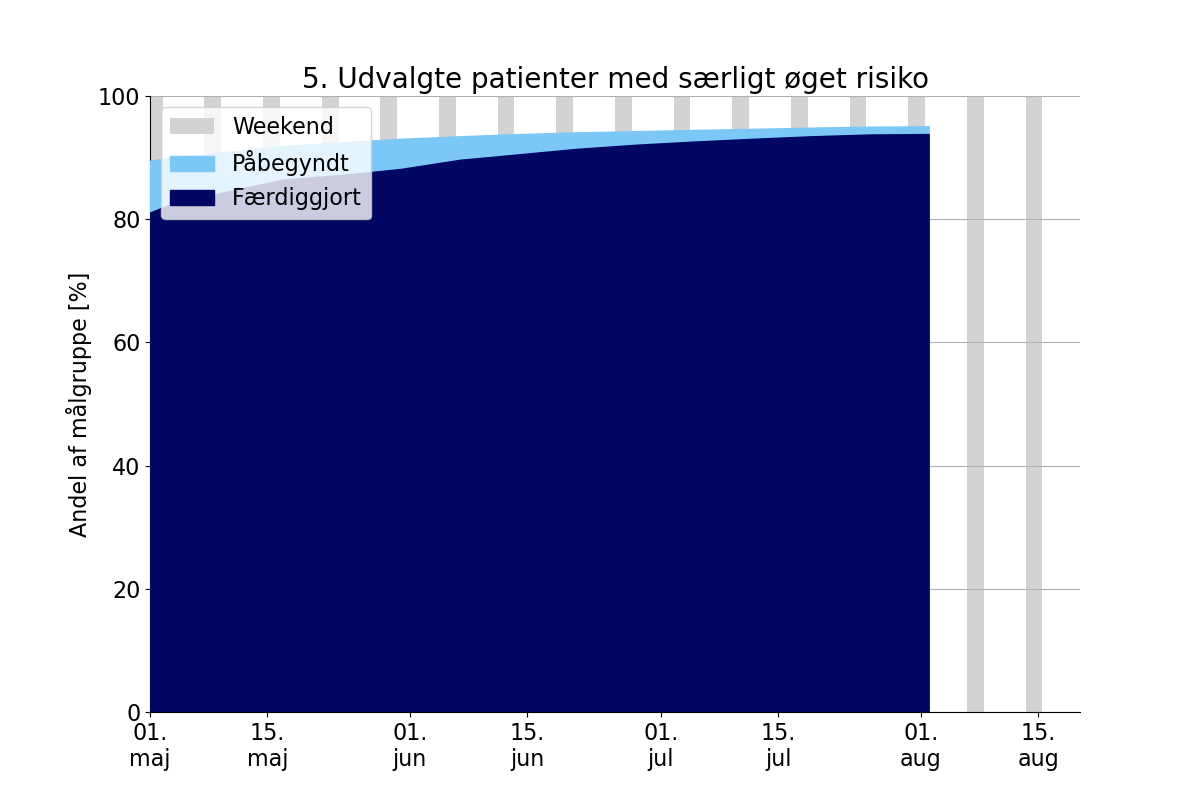 5. Udvalgte patienter med særligt øget risiko
Weekend
Påbegyndt
Færdiggjort
Andel af målgruppe [%]
100
80
60
40
20
0
01. 15. 01. 15. 01. 15. 01. 15.
maj maj jun jun jul jul aug aug